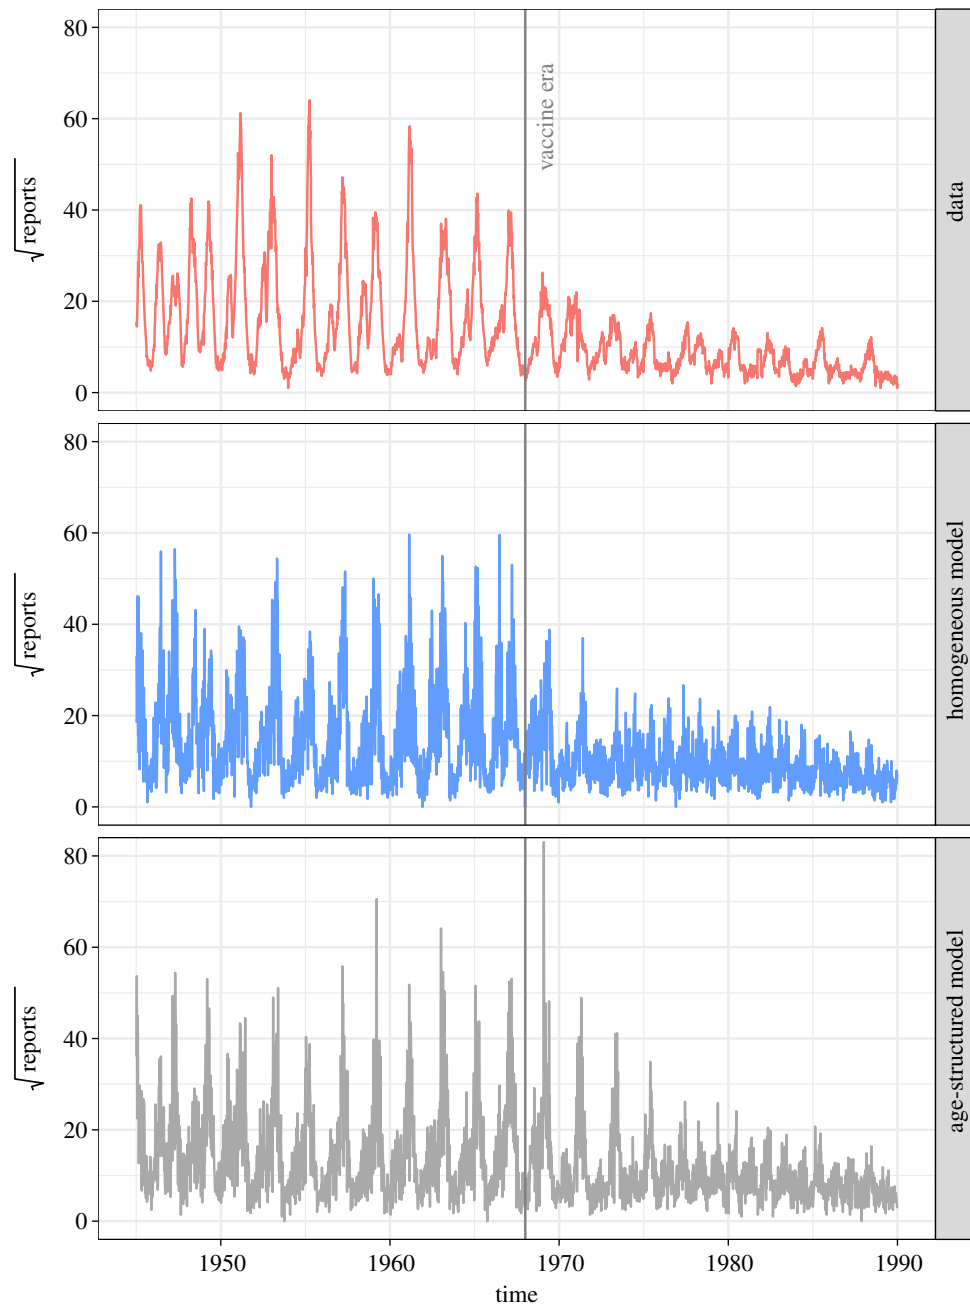 80
60
40
20
0
√reports
vaccine era
data
80
60
40
20
0
√reports
homogeneous model
80
60
40
20
0
√reports
age-structured model
1950 1960 1970 1980 1990
time